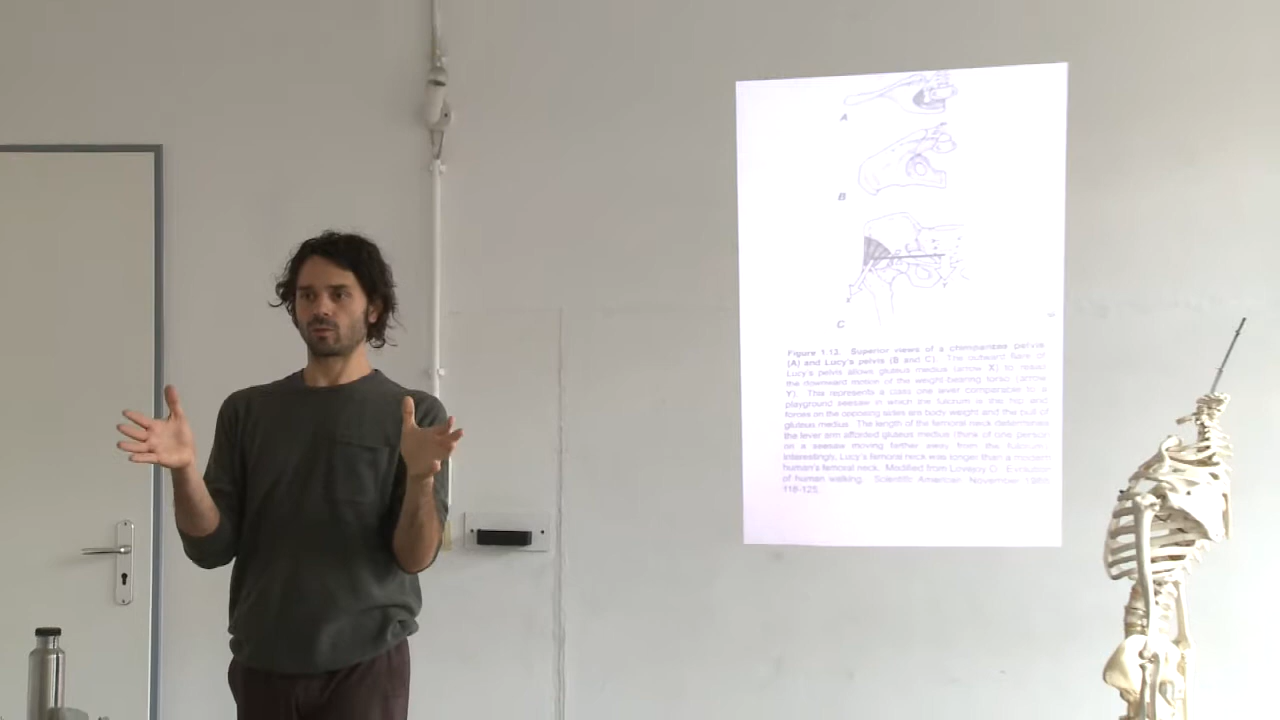 A
B
X
Y
C
Figure 1.13. Superior views of a chimpanzee pelvis
(A) and Lucy's pelvis (B and C). The outward flare of
Lucy's pelvis allows gluteus medius (arrow X) to resist
the downward motion of the weight-bearing torso (arrow
Y). This represents a class one lever comparable to a
playground seesaw in which the fulcrum is the hip and
forces on the opposing sides are body weight and the pull of
gluteus medius. The length of the femoral neck determines
the lever arm afforded gluteus medius (think of one person
on a seesaw moving farther away from the fulcrum).
Interestingly, Lucy's femoral neck was longer than a modern
human's femoral neck. Modified from Lovejoy O. Evolution
of human walking. Scientific American. November
118-125.